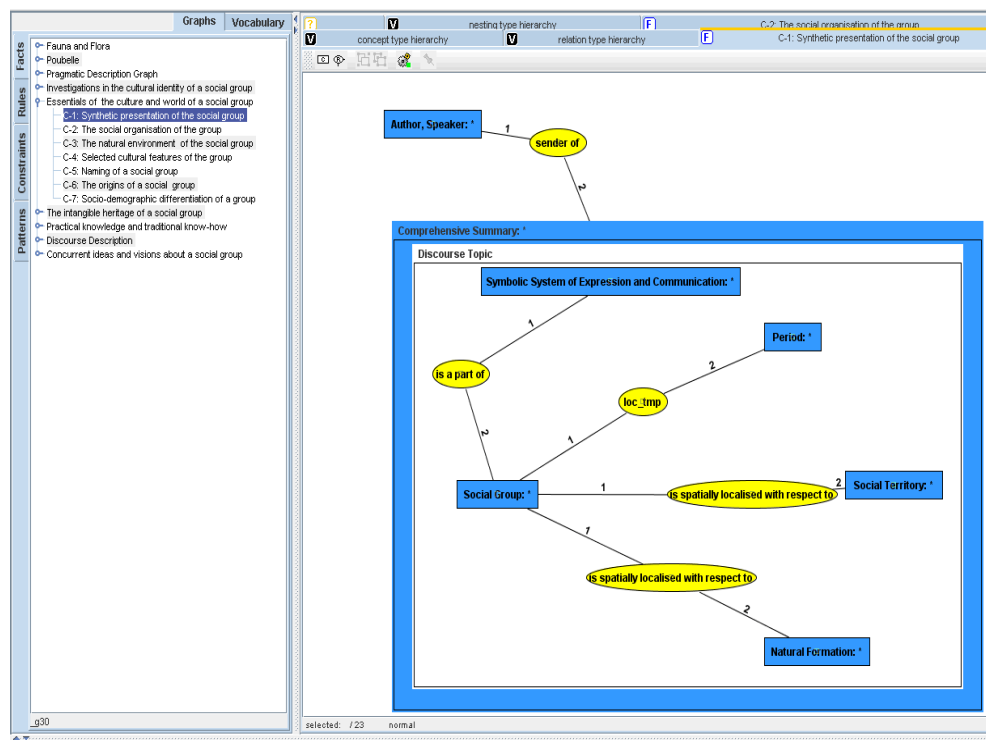 Graphs Vocabulary
Facts
Rules
Constraints
Patterns
Fauna and Flora
Poubelle
Pragmatic Description Graph
Investigations in the cultural identity of a social group
Essentials of the culture and world of a social group
C-1: Synthetic presentation of the social group
C-2: The social organisation of the group
C-3: The natural environment of the social group
C-4: Selected cultural features of the group
C-5: Naming of a social group
C-6: The origins of a social group
C-7: Socio-demographic differentiation of a group
The intangible heritage of a social group
Practical knowledge and traditional know-how
Discourse Description
Concurrent ideas and visions about a social group
_g30
? V nesting type hierarchy F C-2: The social organisation of the group
V concept type hierarchy V relation type hierarchy F C-1: Synthetic presentation of the social group
Author, Speaker: *
1
sender of
2
Comprehensive Summary: *
Discourse Topic
Symbolic System of Expression and Communication: *
1
Period: *
2
is a part of
loc_tmp
2
1
Social Group: *
1
is spatially localised with respect to
2
Social Territory: *
1
is spatially localised with respect to
2
Natural Formation: *
selected: / 23 normal